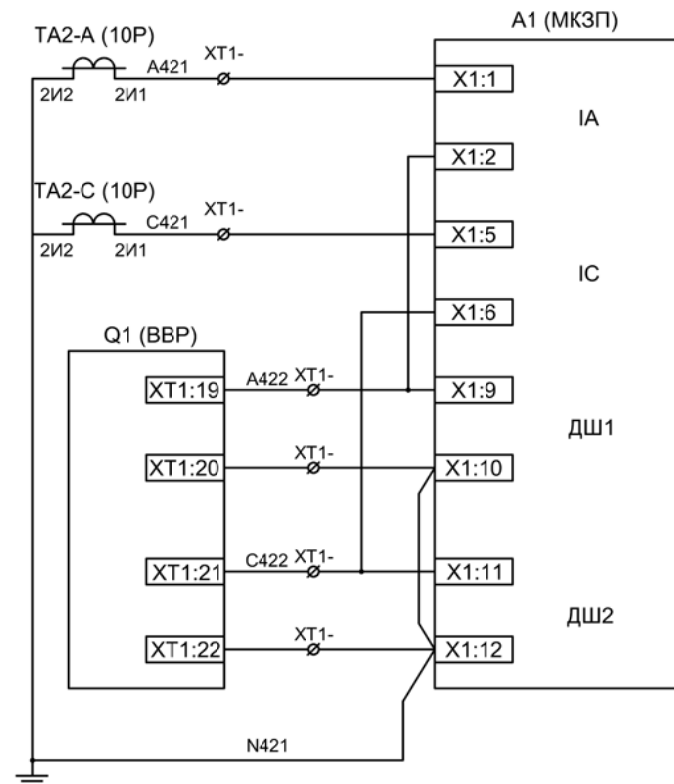 A1 (МКЗП)
TA2-A (10P)
A421
XT1-
2И2
2И1
X1:1
IA
X1:2
TA2-C (10P)
C421
XT1-
2И2
2И1
X1:5
IC
X1:6
Q1 (ВВР)
XT1:19
A422
XT1-
X1:9
ДШ1
XT1:20
XT1-
X1:10
XT1:21
C422
XT1-
X1:11
ДШ2
XT1:22
XT1-
X1:12
N421